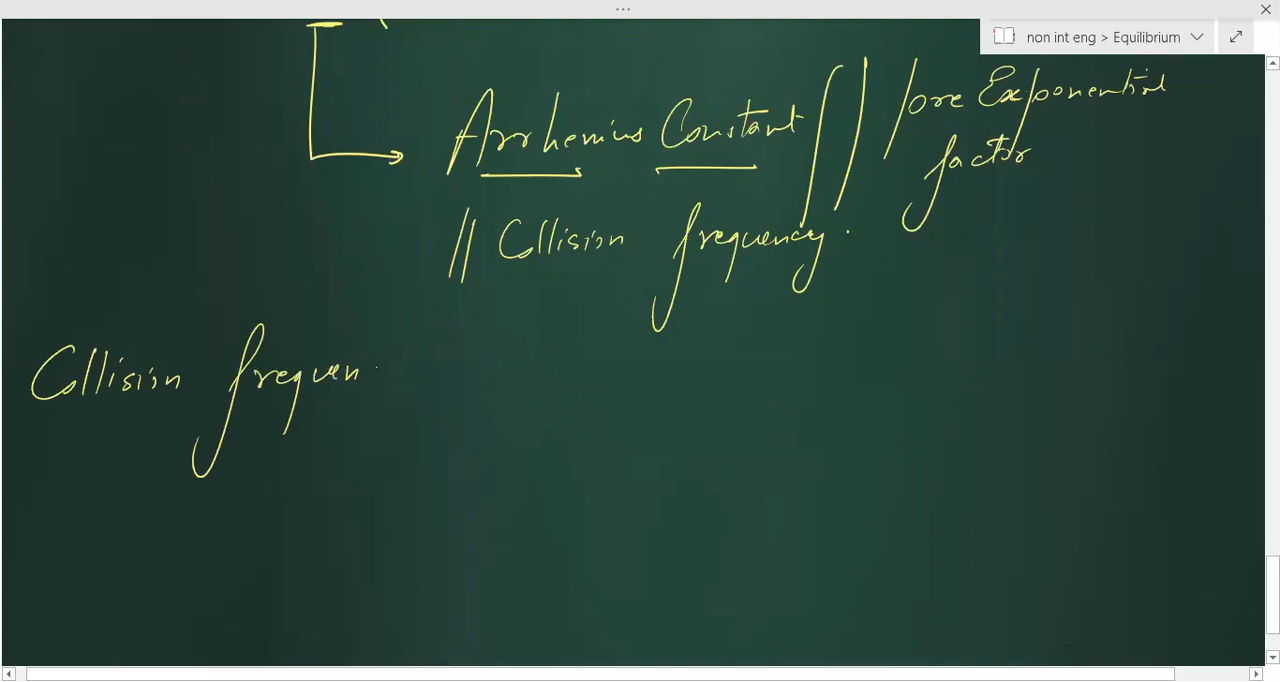 non int eng > Equilibrium
Arrhenius Constant // pre Exponential
factor
// Collision frequency.
Collision frequen